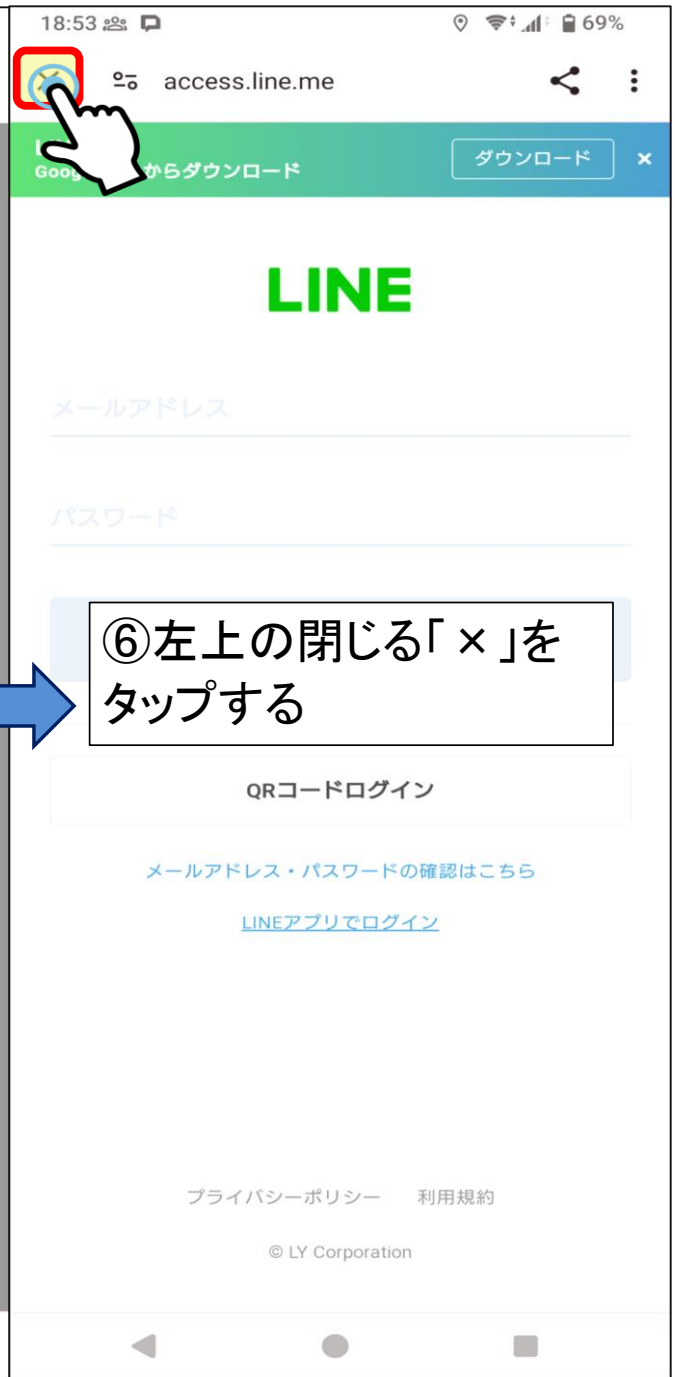 18:53 69%
access.line.me
Goog からダウンロード
ダウンロード ×
LINE
メールアドレス
パスワード
⑥左上の閉じる「×」を
タップする
QRコードログイン
メールアドレス・パスワードの確認はこちら
LINEアプリでログイン
プライバシーポリシー 利用規約
© LY Corporation